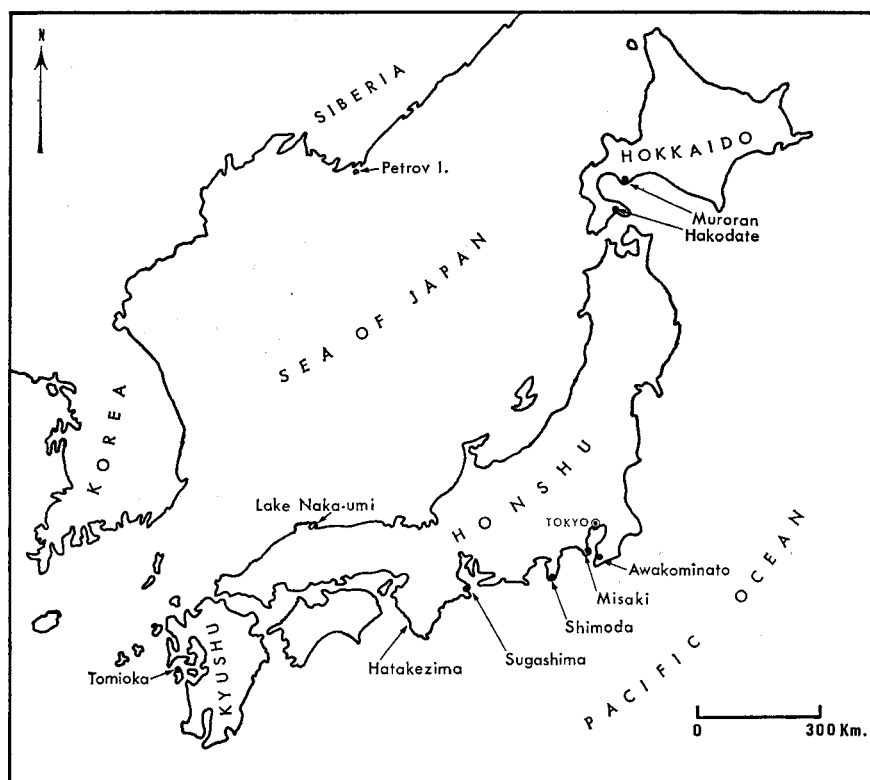 N
SIBERIA
Petrov I.
HOKKAIDO
Muroran
Hakodate
SEA OF JAPAN
KOREA
HONSHU
Lake Naka-umi
TOKYO
Awakominato
Misaki
Shimoda
Sugashima
Hatakezima
Tomioka
KYUSHU
PACIFIC OCEAN
0 300 Km.